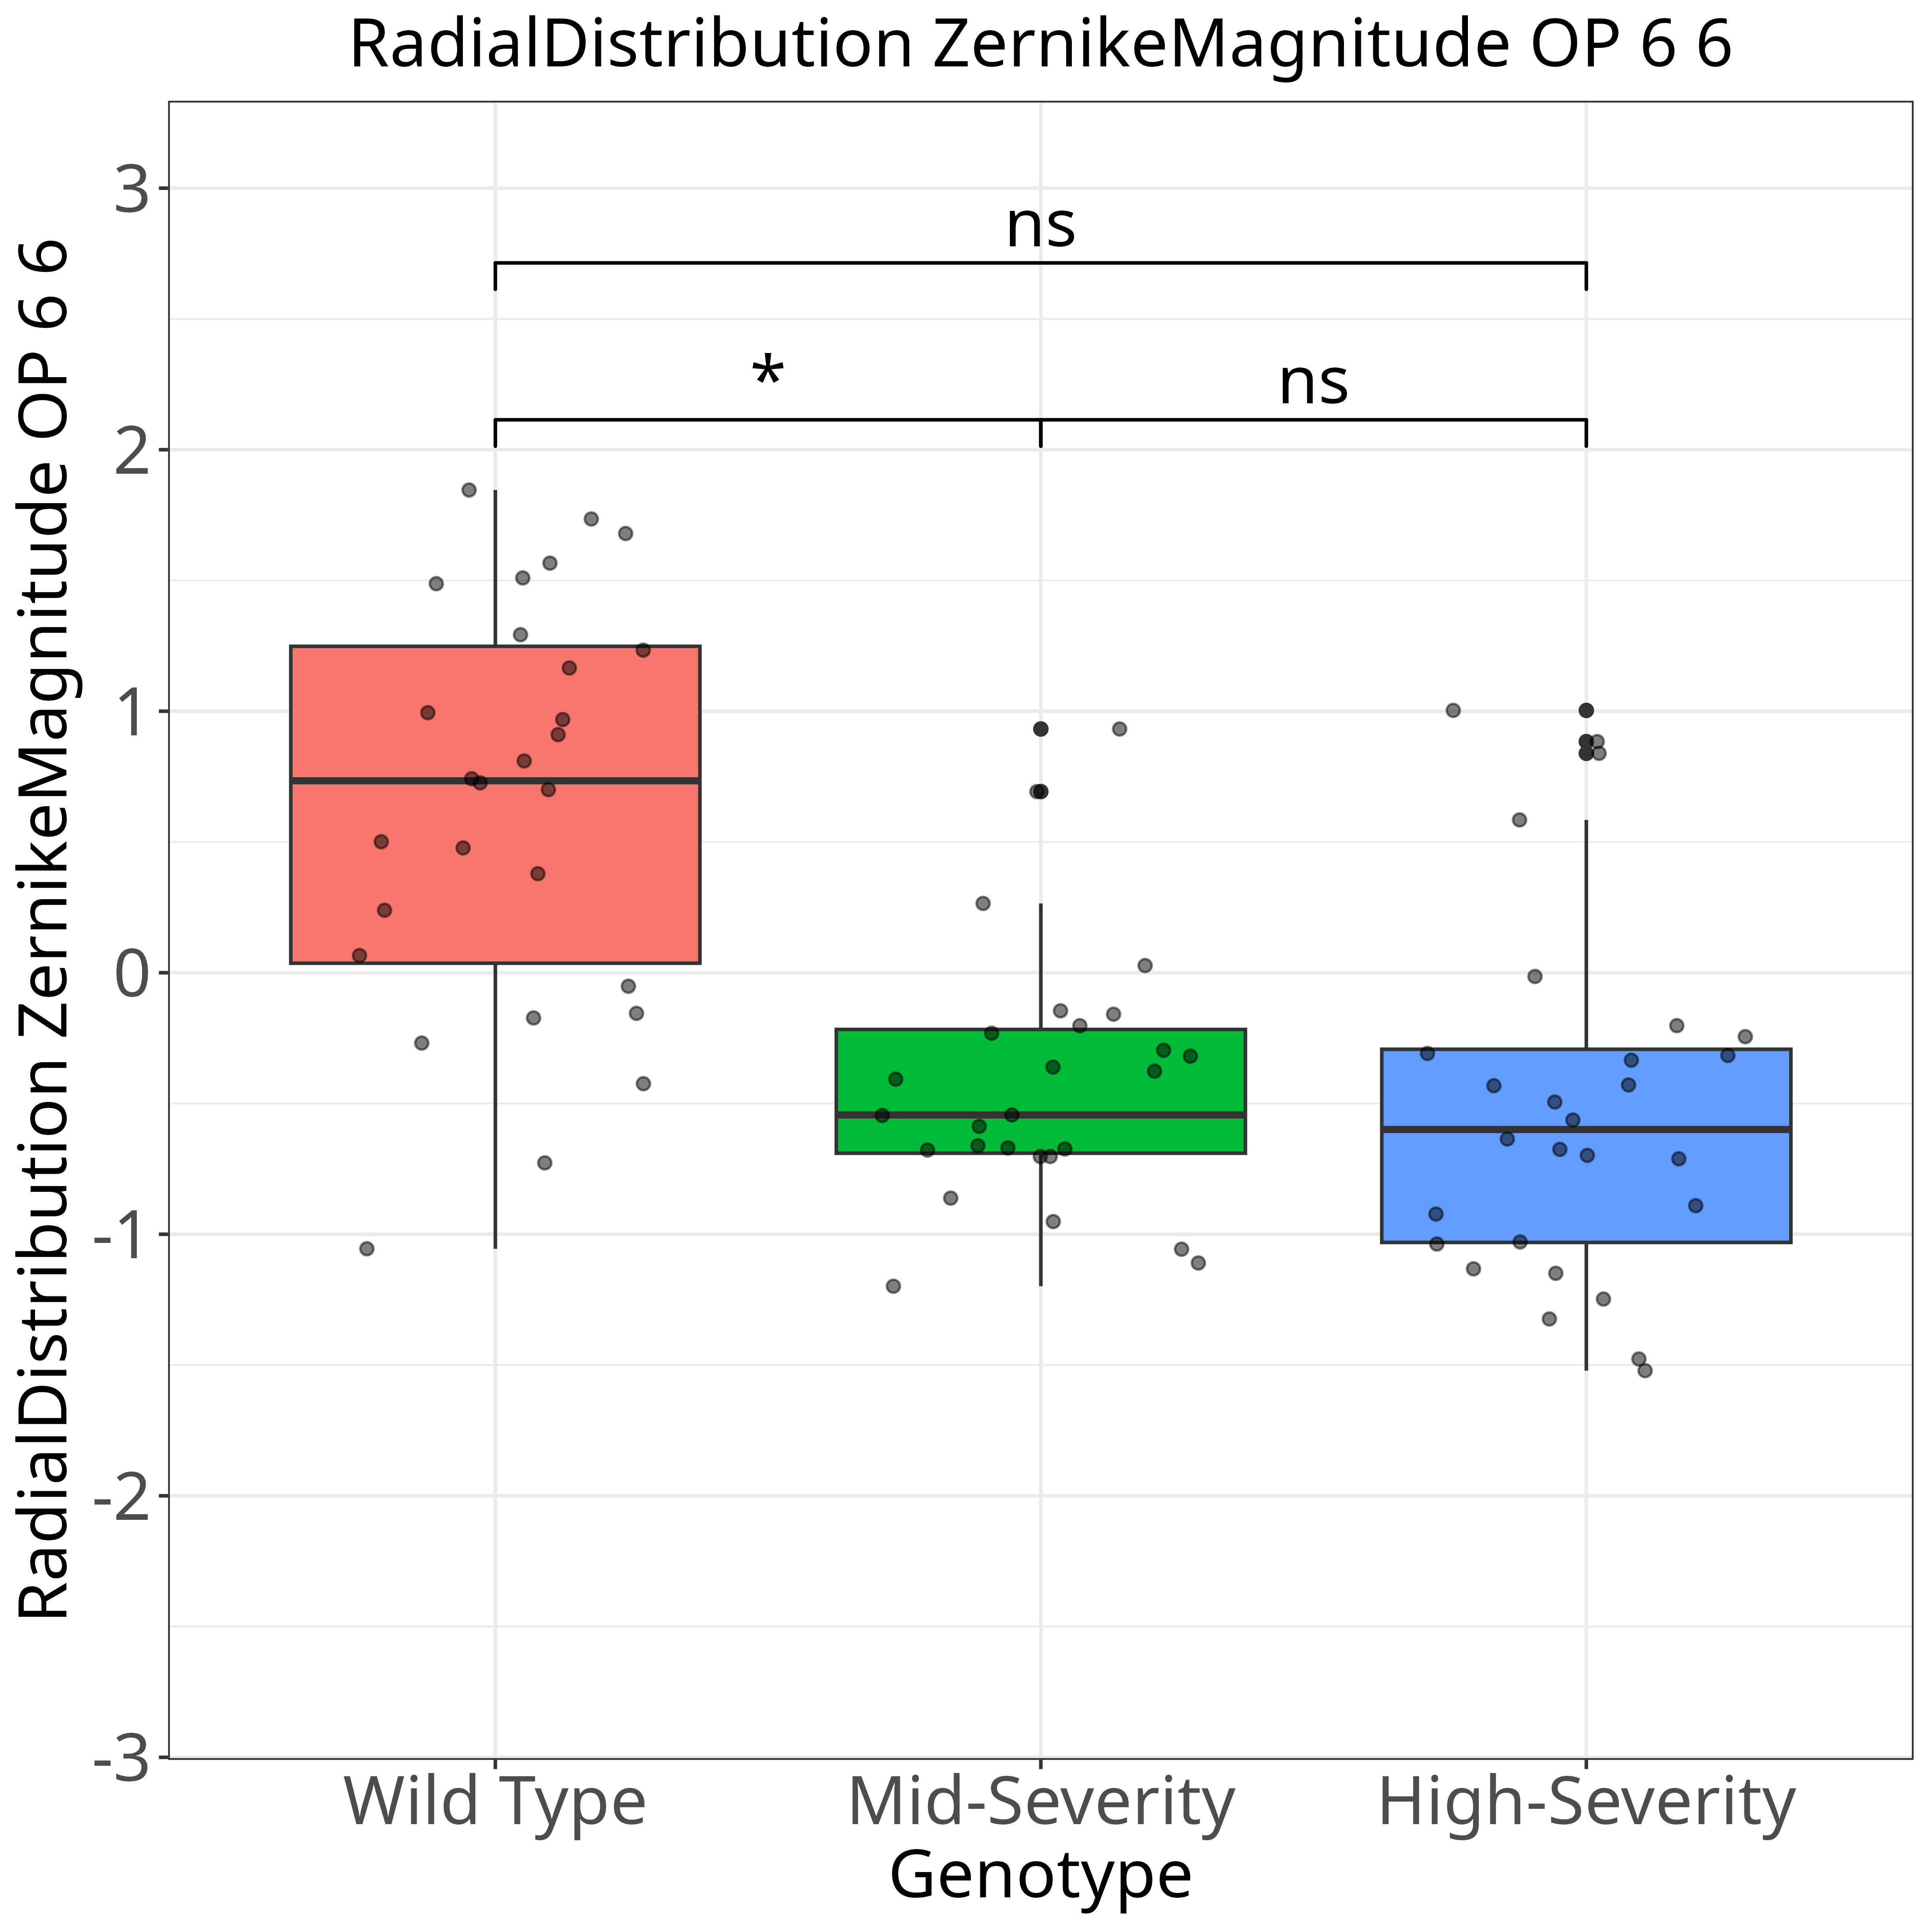 RadialDistribution ZernikeMagnitude OP 6 6
RadialDistribution ZernikeMagnitude OP 6 6
3
2
1
0
-1
-2
-3
ns
*
ns
Wild Type
Mid-Severity
High-Severity
Genotype